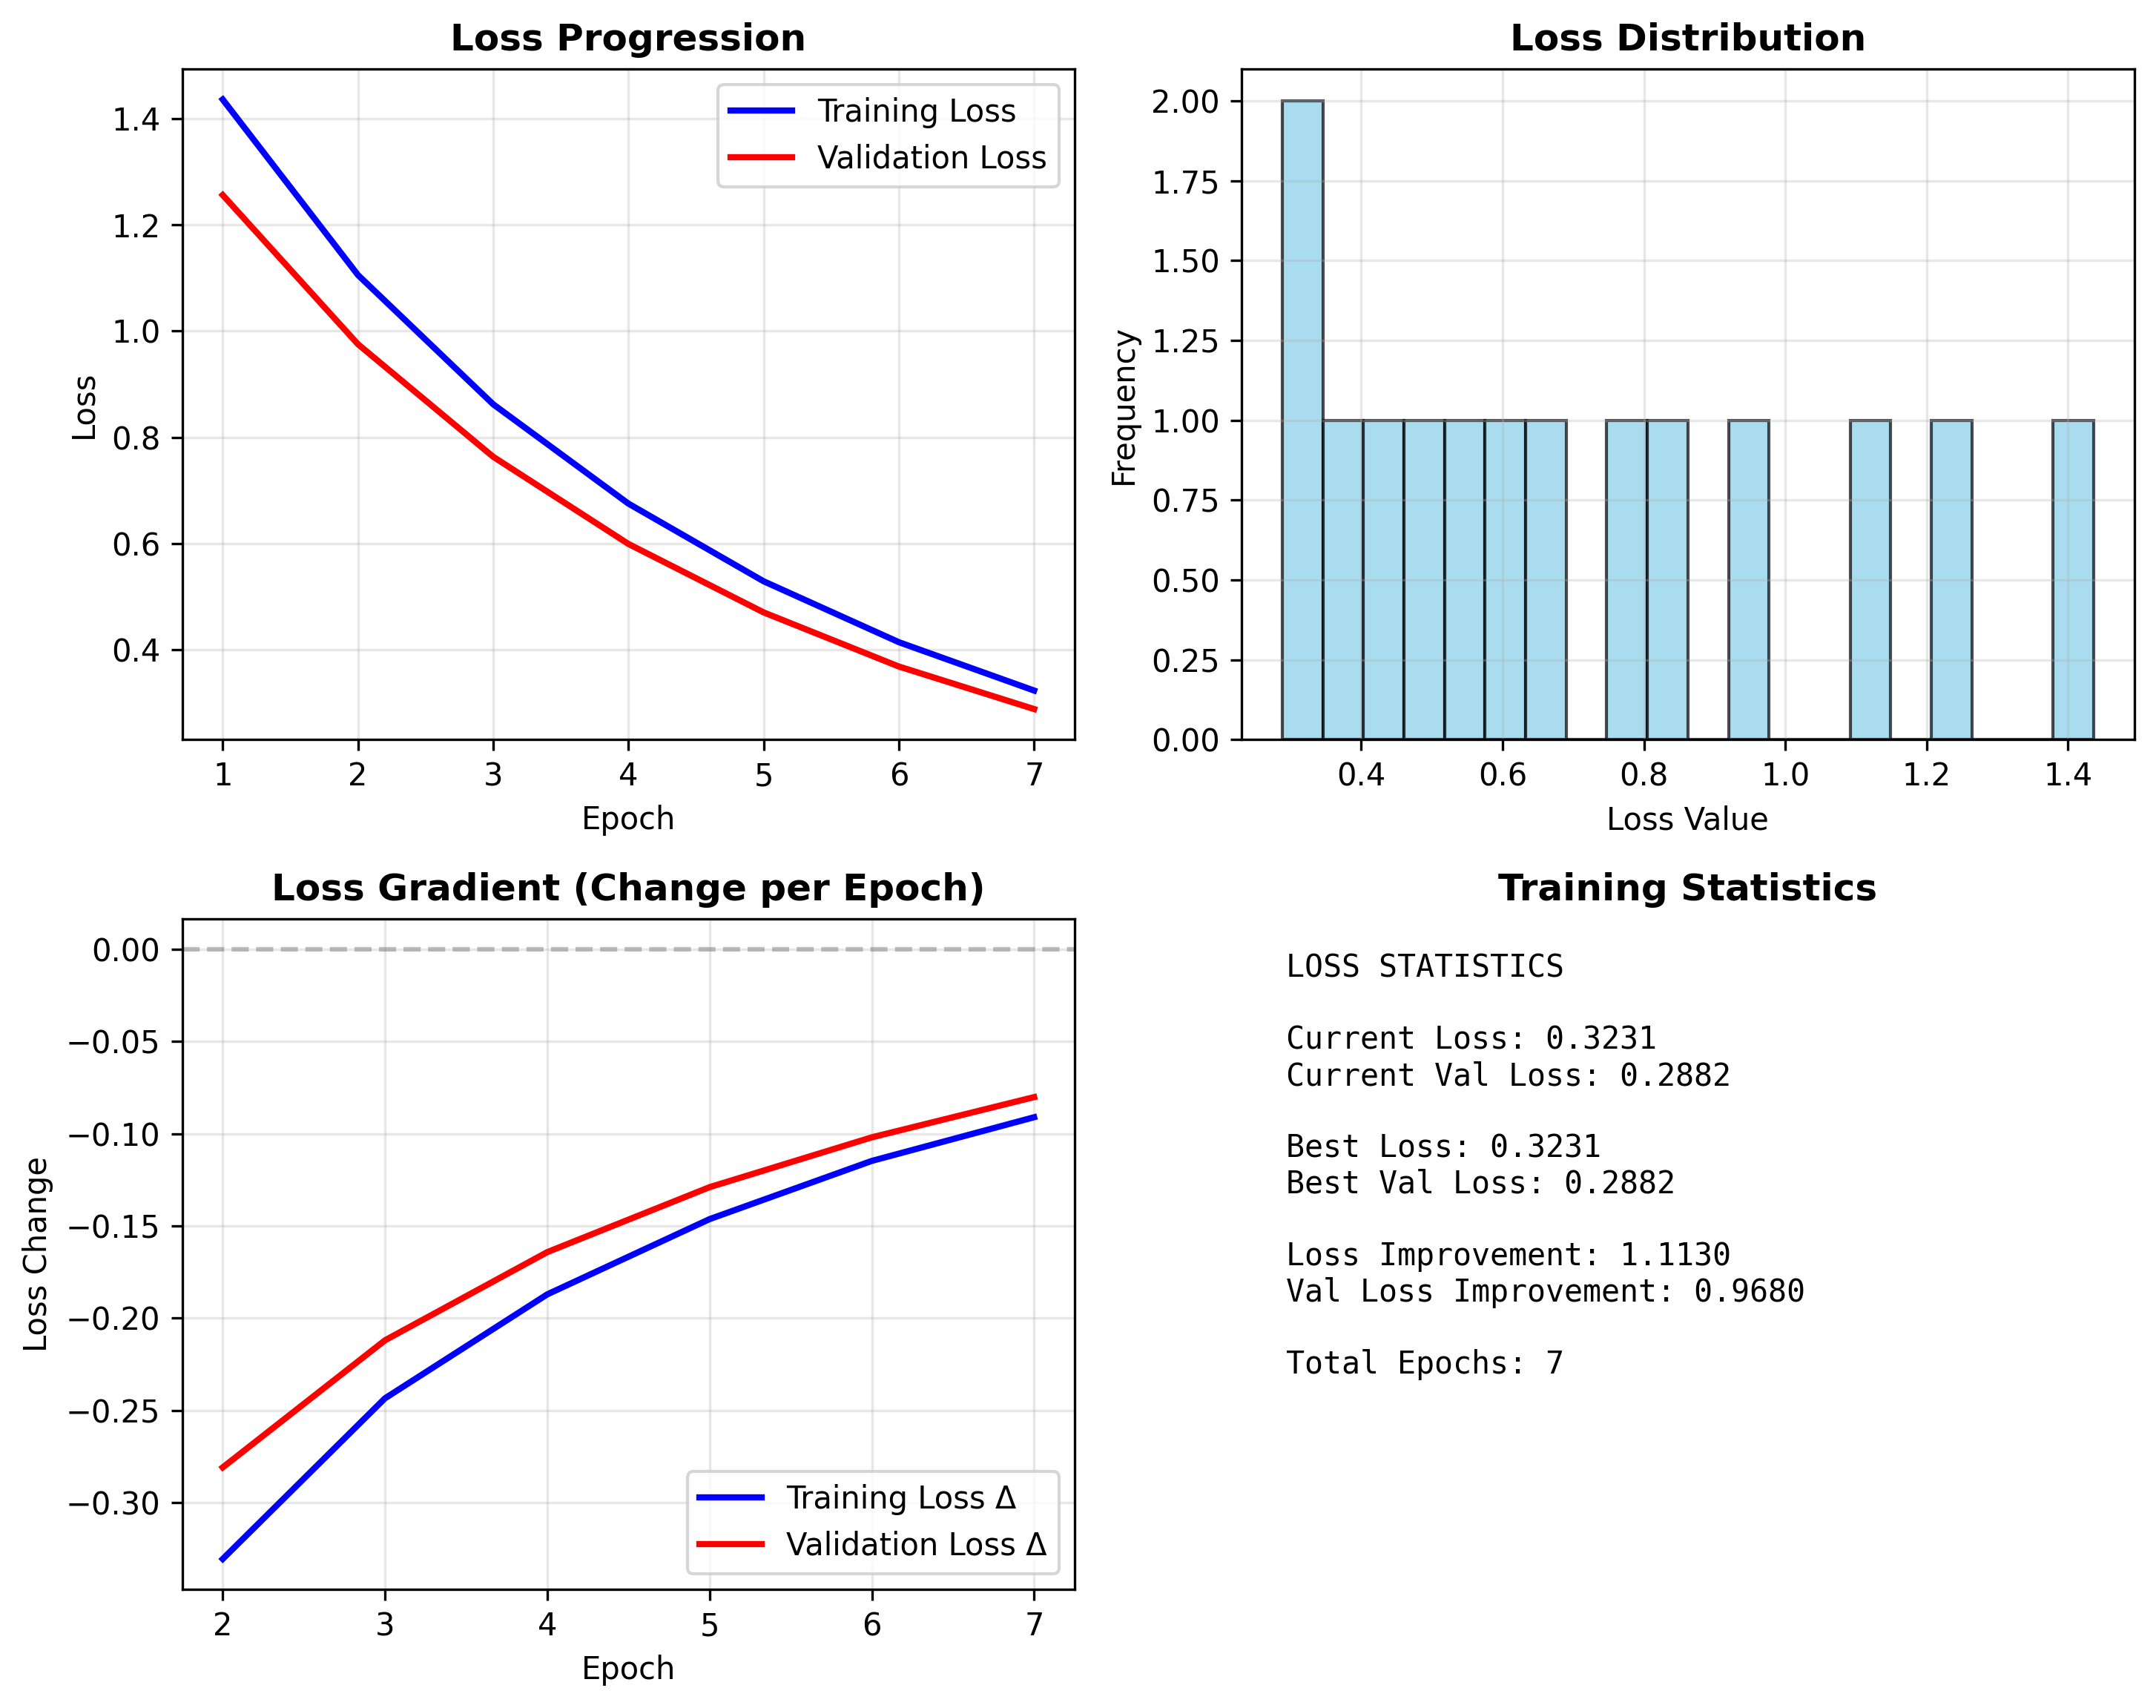 Loss Progression
1.4
1.2
1.0
0.8
0.6
0.4
Loss
1
2
3
4
5
6
7
Epoch
Training Loss
Validation Loss
Loss Distribution
2.00
1.75
1.50
1.25
1.00
0.75
0.50
0.25
0.00
Frequency
0.4
0.6
0.8
1.0
1.2
1.4
Loss Value
Loss Gradient (Change per Epoch)
0.00
−0.05
−0.10
−0.15
−0.20
−0.25
−0.30
Loss Change
2
3
4
5
6
7
Epoch
Training Loss Δ
Validation Loss Δ
Training Statistics
LOSS STATISTICS
Current Loss: 0.3231
Current Val Loss: 0.2882
Best Loss: 0.3231
Best Val Loss: 0.2882
Loss Improvement: 1.1130
Val Loss Improvement: 0.9680
Total Epochs: 7